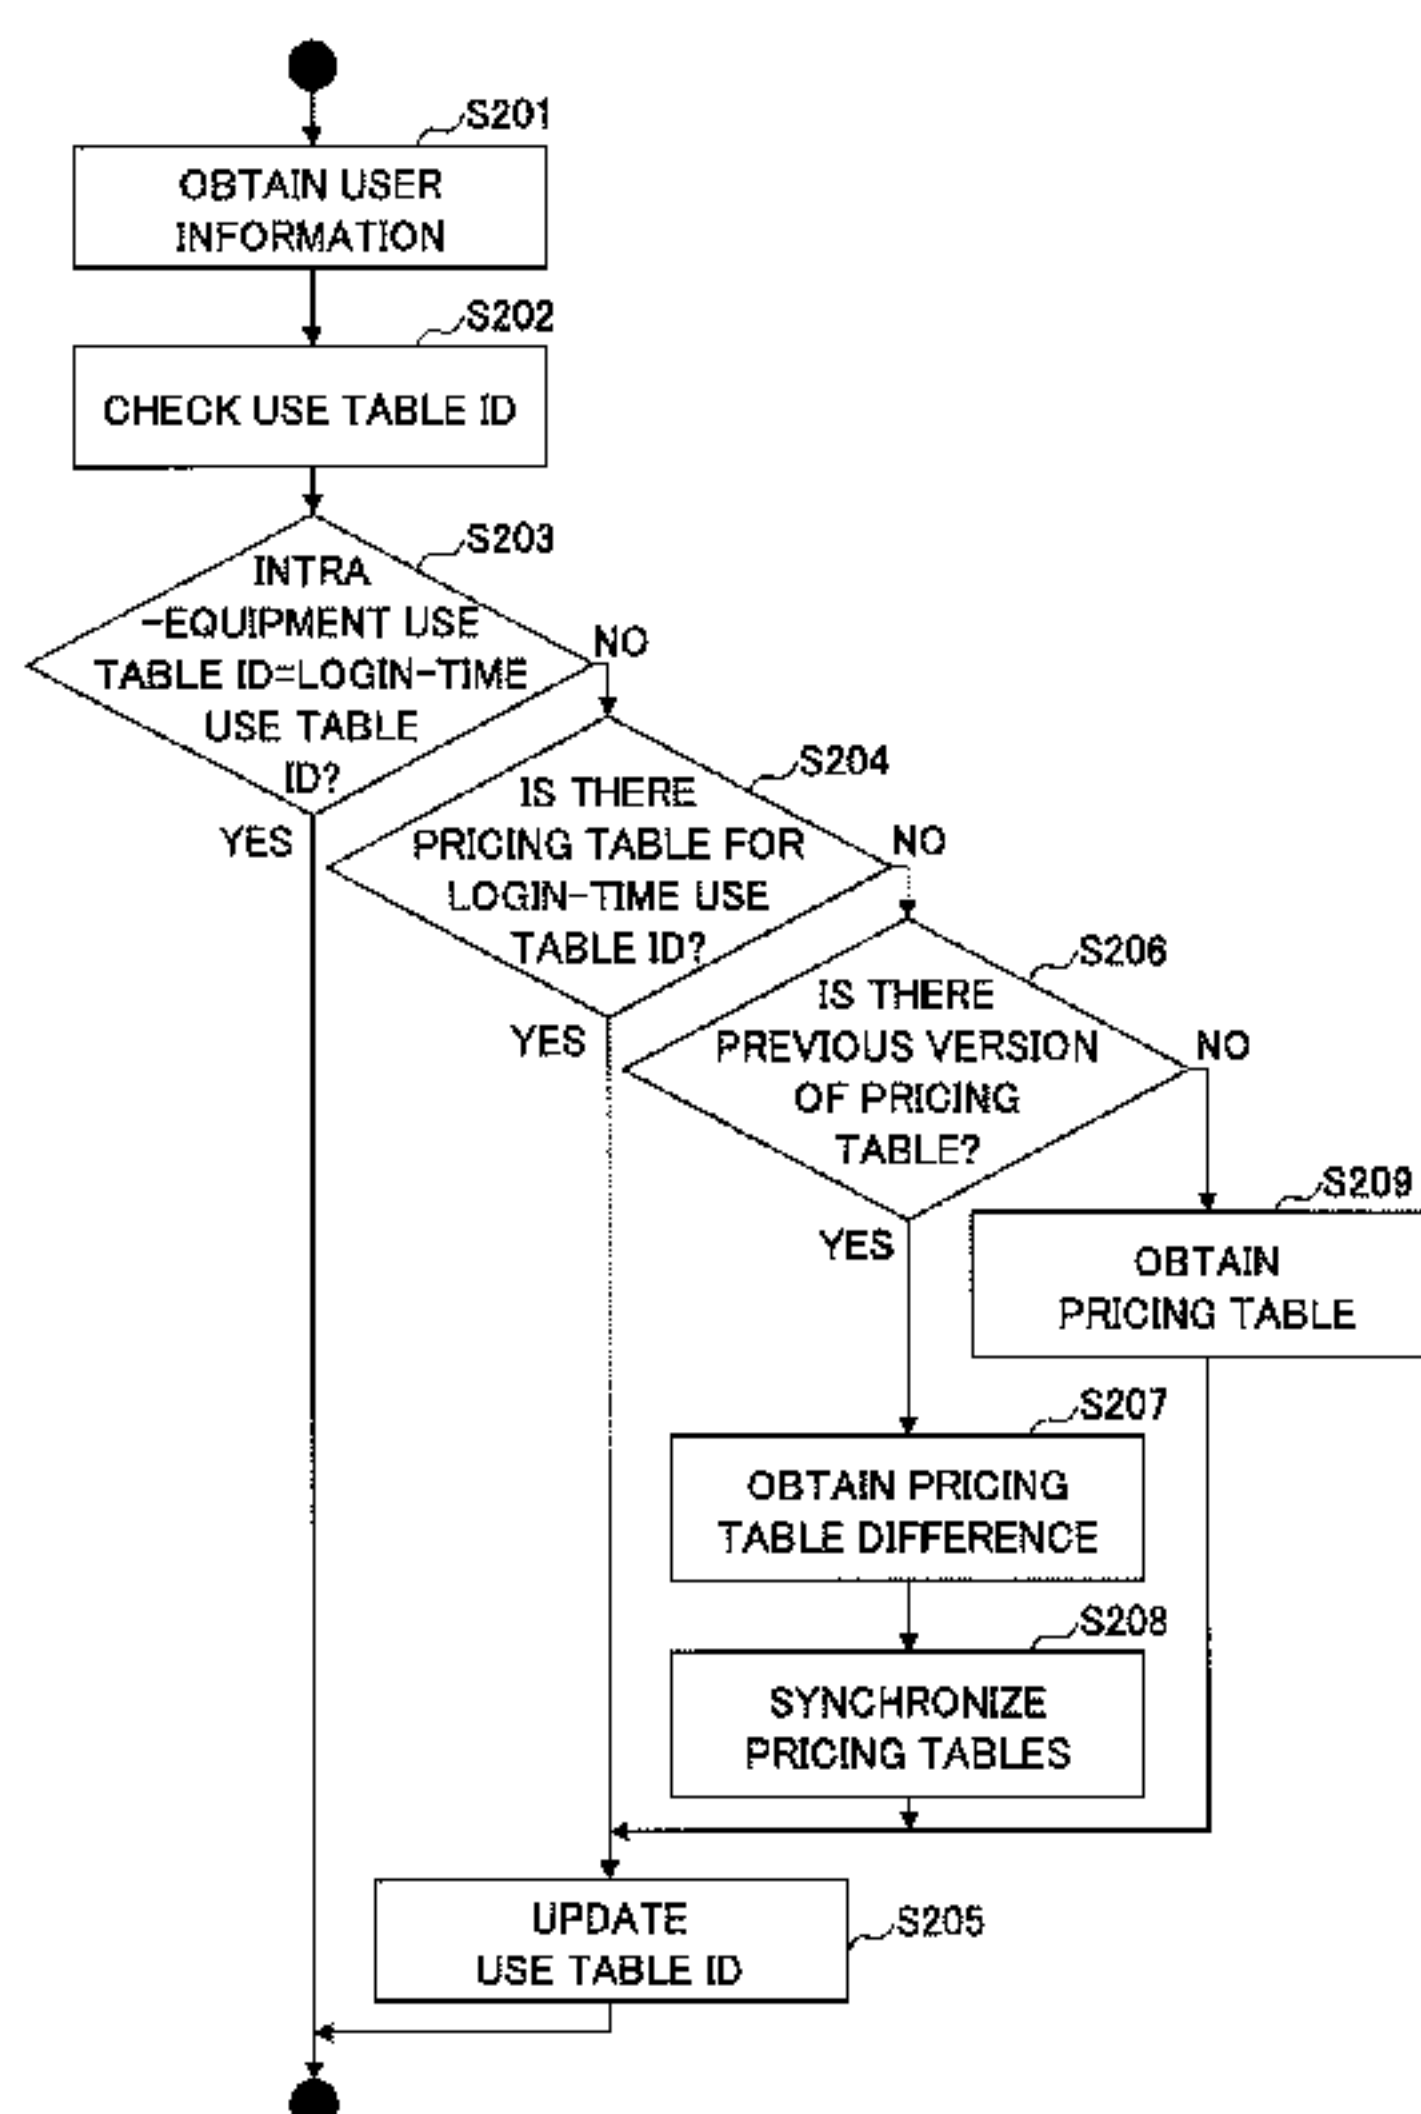 S201
OBTAIN USER
INFORMATION
S202
CHECK USE TABLE ID
S203
INTRA
-EQUIPMENT USE
TABLE ID=LOGIN-TIME
USE TABLE
ID?
NO
YES
S204
IS THERE
PRICING TABLE FOR
LOGIN-TIME USE
TABLE ID?
NO
YES
S206
IS THERE
PREVIOUS VERSION
OF PRICING
TABLE?
NO
YES
S209
OBTAIN
PRICING TABLE
S207
OBTAIN PRICING
TABLE DIFFERENCE
S208
SYNCHRONIZE
PRICING TABLES
UPDATE
USE TABLE ID
S205